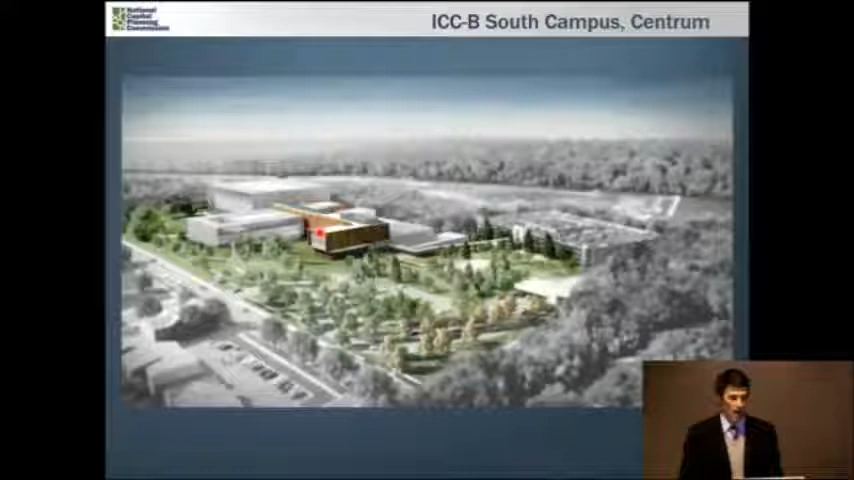 National
Capital
Planning
Commission
ICC-B South Campus, Centrum